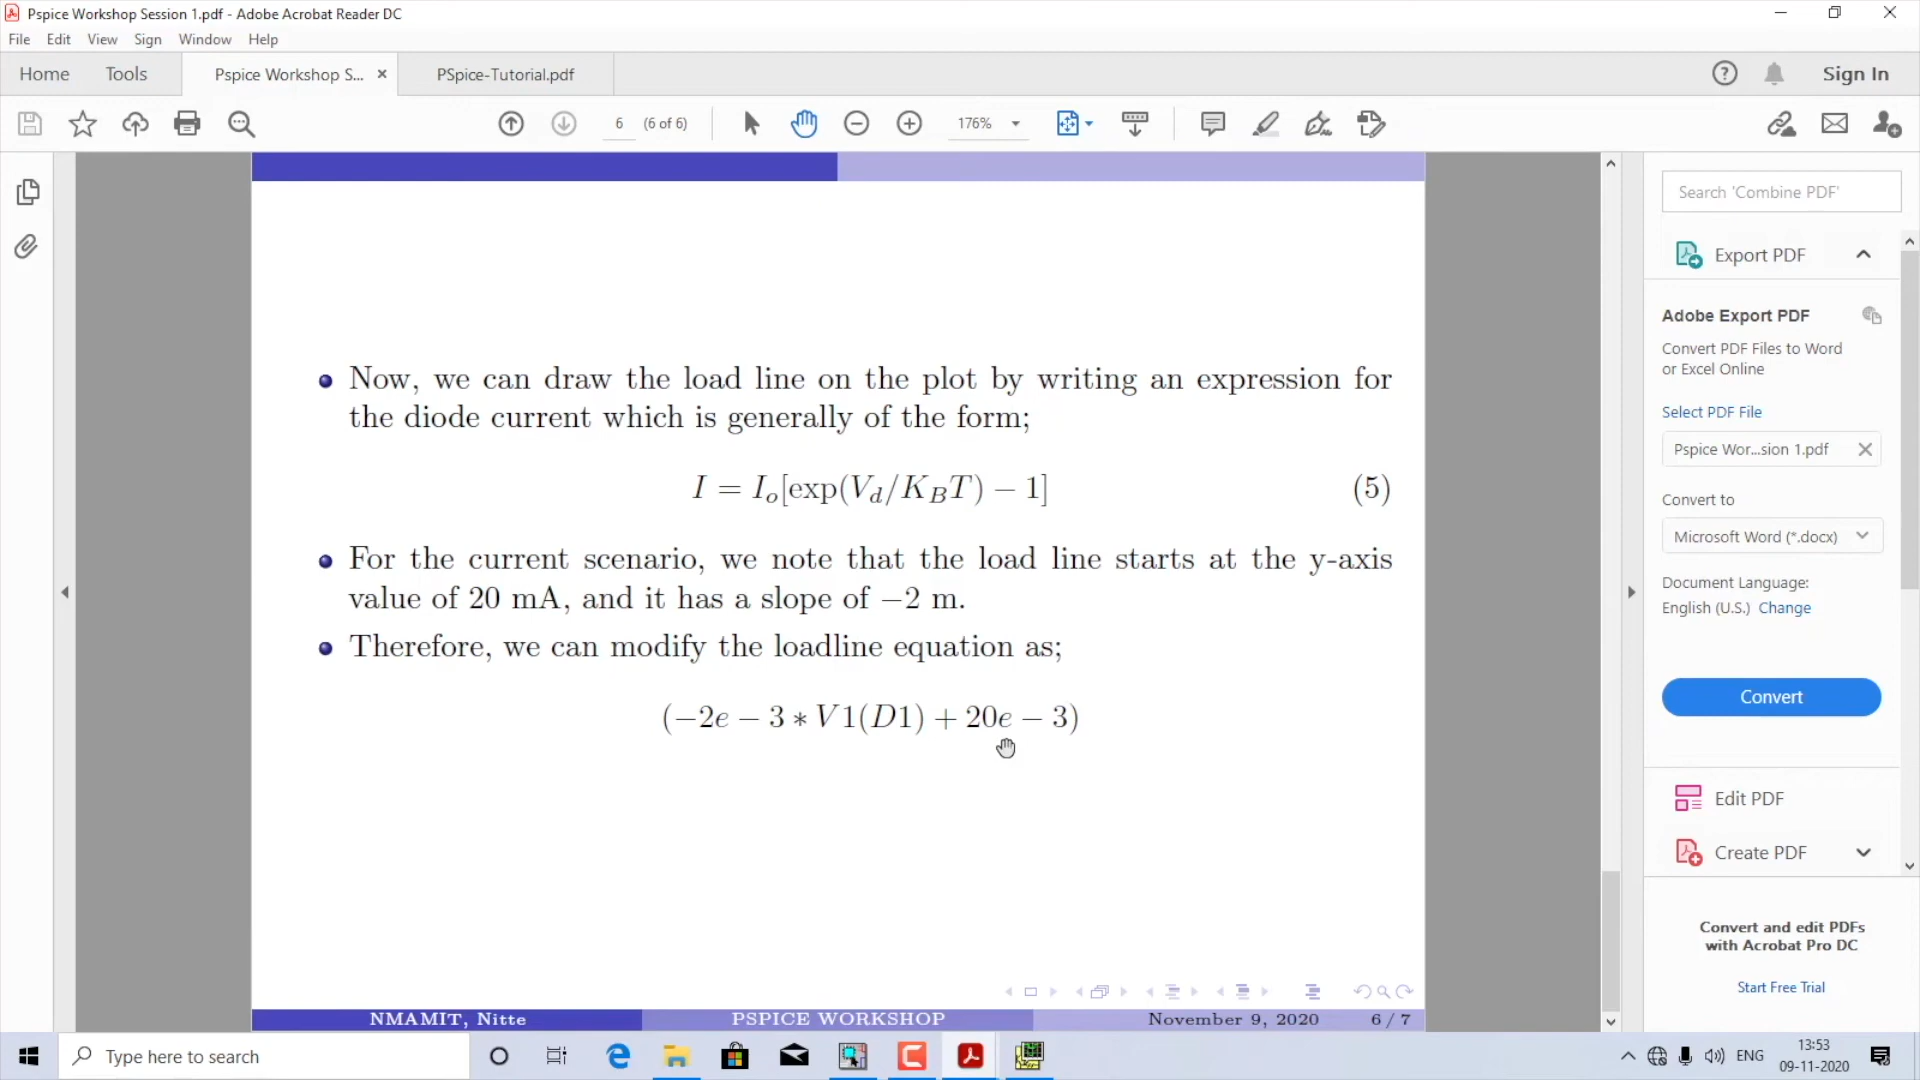 Pspice Workshop Session 1.pdf - Adobe Acrobat Reader DC
File Edit View Sign Window Help
Home Tools Pspice Workshop S... × PSpice-Tutorial.pdf Sign In
6 (6 of 6) 176%
Search 'Combine PDF'
Export PDF
Adobe Export PDF
Convert PDF Files to Word
or Excel Online
Select PDF File
Pspice Wor...sion 1.pdf
Convert to
Microsoft Word (*.docx)
Document Language:
English (U.S.) Change
Convert
Edit PDF
Create PDF
Convert and edit PDFs
with Acrobat Pro DC
Start Free Trial
• Now, we can draw the load line on the plot by writing an expression for
the diode current which is generally of the form;
I = I_o[exp(V_d/K_BT) − 1] (5)
• For the current scenario, we note that the load line starts at the y-axis
value of 20 mA, and it has a slope of −2 m.
• Therefore, we can modify the loadline equation as;
(−2e − 3 ∗ V1(D1) + 20e − 3)
NMAMIT, Nitte PSPICE WORKSHOP November 9, 2020 6 / 7
Type here to search
ENG
13:53
09-11-2020